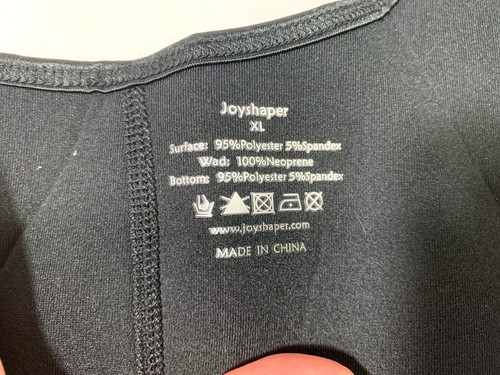 Joyshaper
XL
Surface: 95%Polyester 5%Spandex
Wad: 100%Neoprene
Bottom: 95%Polyester 5%Spandex
www.Joyshaper.com
MADE IN CHINA